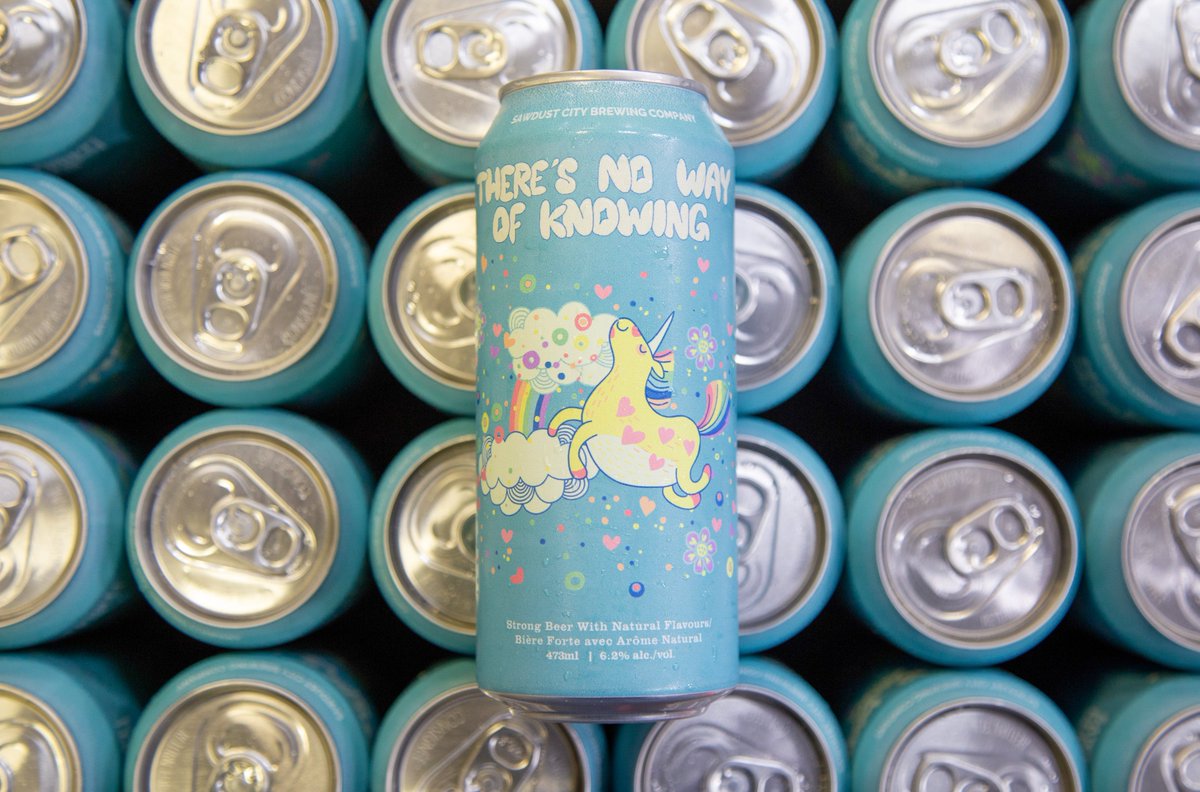 SAWDUST CITY BREWING COMPANY
THERE'S NO WAY
OF KNOWING
Strong Beer With Natural Flavours/
Bière Forte avec Arôme Natural
473ml | 6.2% alc./vol.